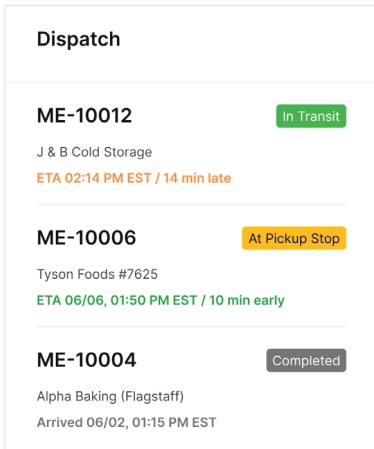 Dispatch
ME-10012
In Transit
J & B Cold Storage
ETA 02:14 PM EST / 14 min late
ME-10006
At Pickup Stop
Tyson Foods #7625
ETA 06/06, 01:50 PM EST / 10 min early
ME-10004
Completed
Alpha Baking (Flagstaff)
Arrived 06/02, 01:15 PM EST